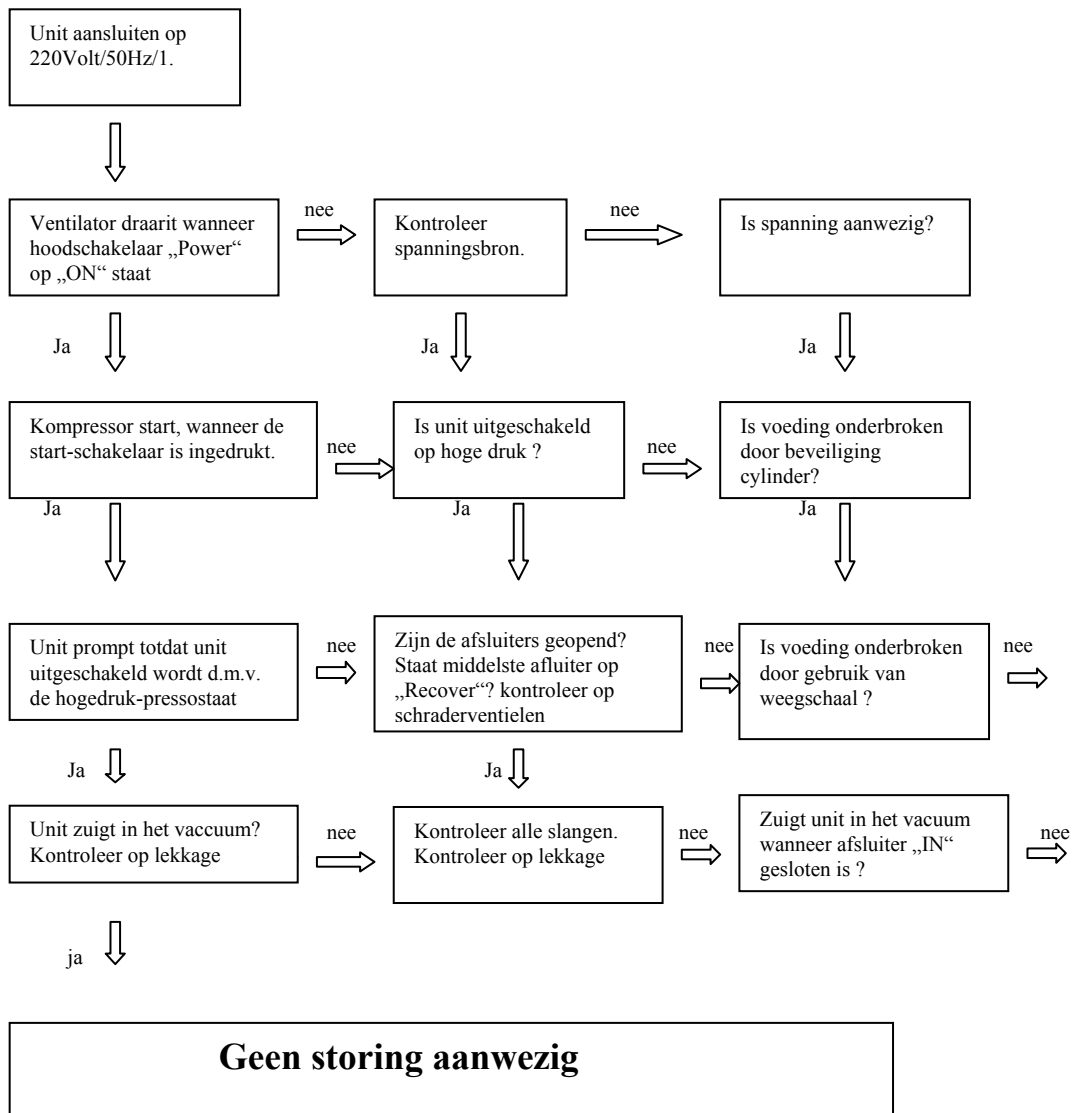 Unit aansluiten op
220Volt/50Hz/1.
Ventilator draarit wanneer
hoodschakelaar „Power“
op „ON“ staat
nee
Kontroleer
spanningsbron.
nee
Is spanning aanwezig?
Ja
Ja
Ja
Kompressor start, wanneer de
start-schakelaar is ingedrukt.
nee
Is unit uitgeschakeld
op hoge druk ?
nee
Is voeding onderbroken
door beveiliging
cylinder?
Ja
Ja
Ja
Unit prompt totdat unit
uitgeschakeld wordt d.m.v.
de hogedruk-pressostaat
nee
Zijn de afsluiters geopend?
Staat middelste afluiter op
„Recover“? kontroleer op
schraderventielen
nee
Is voeding onderbroken
door gebruik van
weegschaal ?
nee
Ja
Ja
Unit zuigt in het vaccuum?
Kontroleer op lekkage
nee
Kontroleer alle slangen.
Kontroleer op lekkage
nee
Zuigt unit in het vacuum
wanneer afsluiter „IN“
gesloten is ?
nee
ja
Geen storing aanwezig